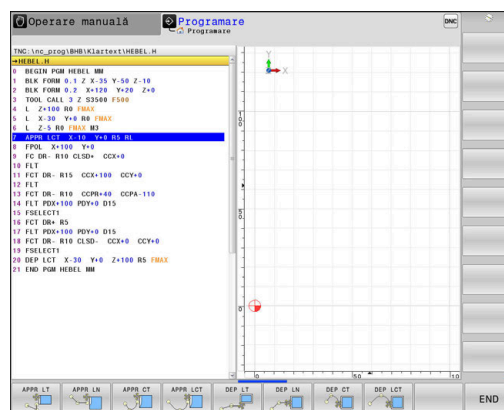 Operare manuală
Programare
Programare
DNC
TNC:\nc_prog\BHB\Klartext\HEBEL.H
→HEBEL.H
0 BEGIN PGM HEBEL MM
1 BLK FORM 0.1 Z X-35 Y-50 Z-10
2 BLK FORM 0.2 X+120 Y+20 Z+0
3 TOOL CALL 3 Z S3500 F500
4 L Z+100 R0 FMAX
5 L X-30 Y+0 R0 FMAX
6 L Z-5 R0 FMAX M3
7 APPR LCT X-10 Y+0 R5 RL
8 FPOL X+100 Y+0
9 FC DR- R10 CLSD+ CCX+0
10 FLT
11 FCT DR- R15 CCX+100 CCY+0
12 FLT
13 FCT DR- R10 CCPR+40 CCPA-110
14 FLT PDX+100 PDY+0 D15
15 FSELECT1
16 FCT DR+ R5
17 FLT PDX+100 PDY+0 D15
18 FCT DR- R10 CLSD- CCX+0 CCY+0
19 FSELECT1
20 DEP LCT X-30 Y+0 Z+100 R5 FMAX
21 END PGM HEBEL MM
Y
X
100
50
0
0 50 10
APPR LT APPR LN APPR CT APPR LCT DEP LT DEP LN DEP CT DEP LCT
END